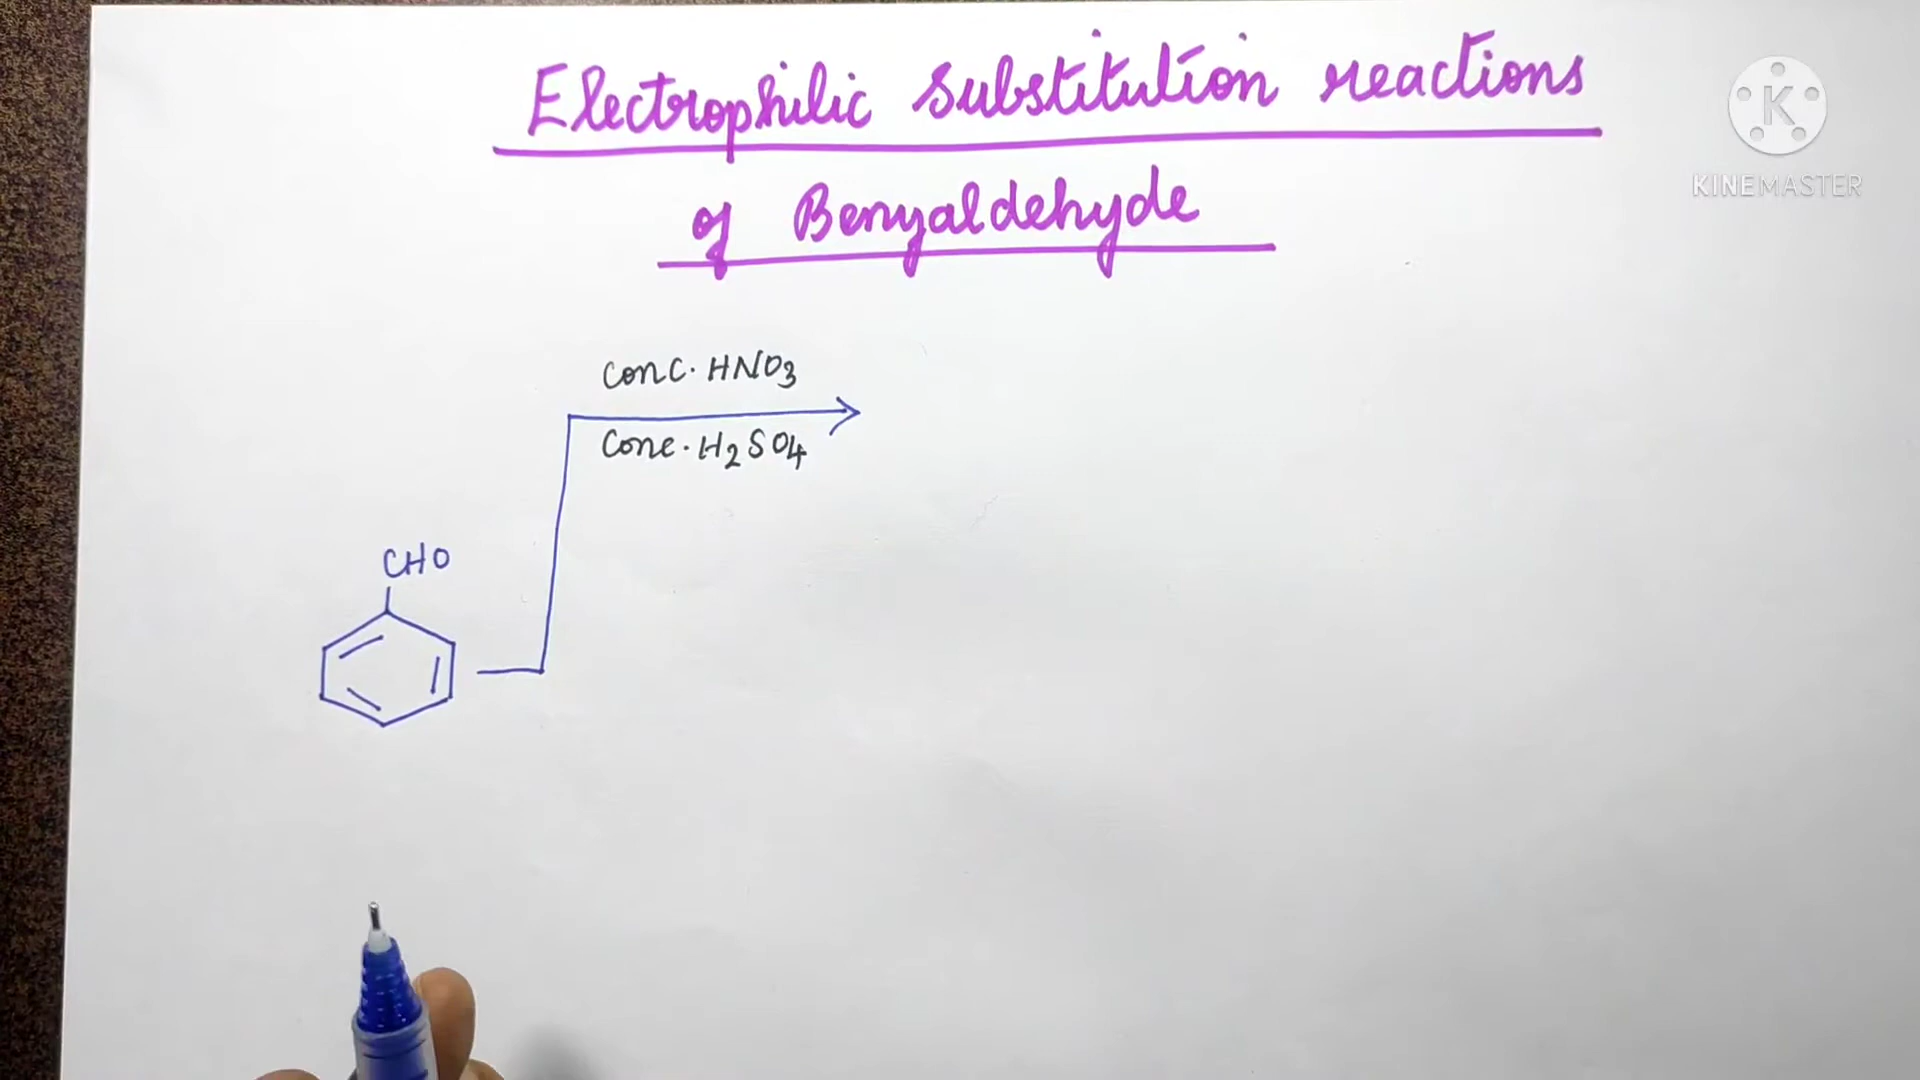 Electrophilic substitution reactions
of Benzaldehyde
KINEMASTER
Conc. HNO3
Conc. H2SO4
CHO